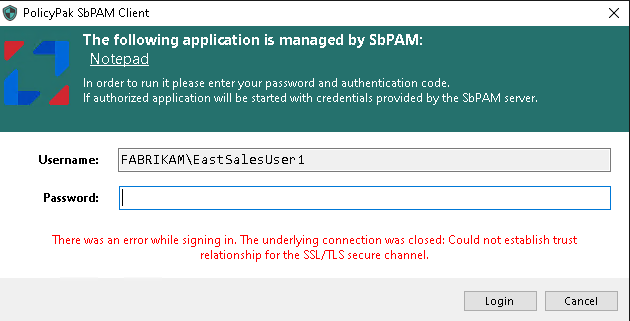 PolicyPak SbPAM Client
The following application is managed by SbPAM:
Notepad
In order to run it please enter your password and authentication code.
If authorized application will be started with credentials provided by the SbPAM server.
Username: FABRIKAM\EastSalesUser1
Password:
There was an error while signing in. The underlying connection was closed: Could not establish trust
relationship for the SSL/TLS secure channel.
Login Cancel